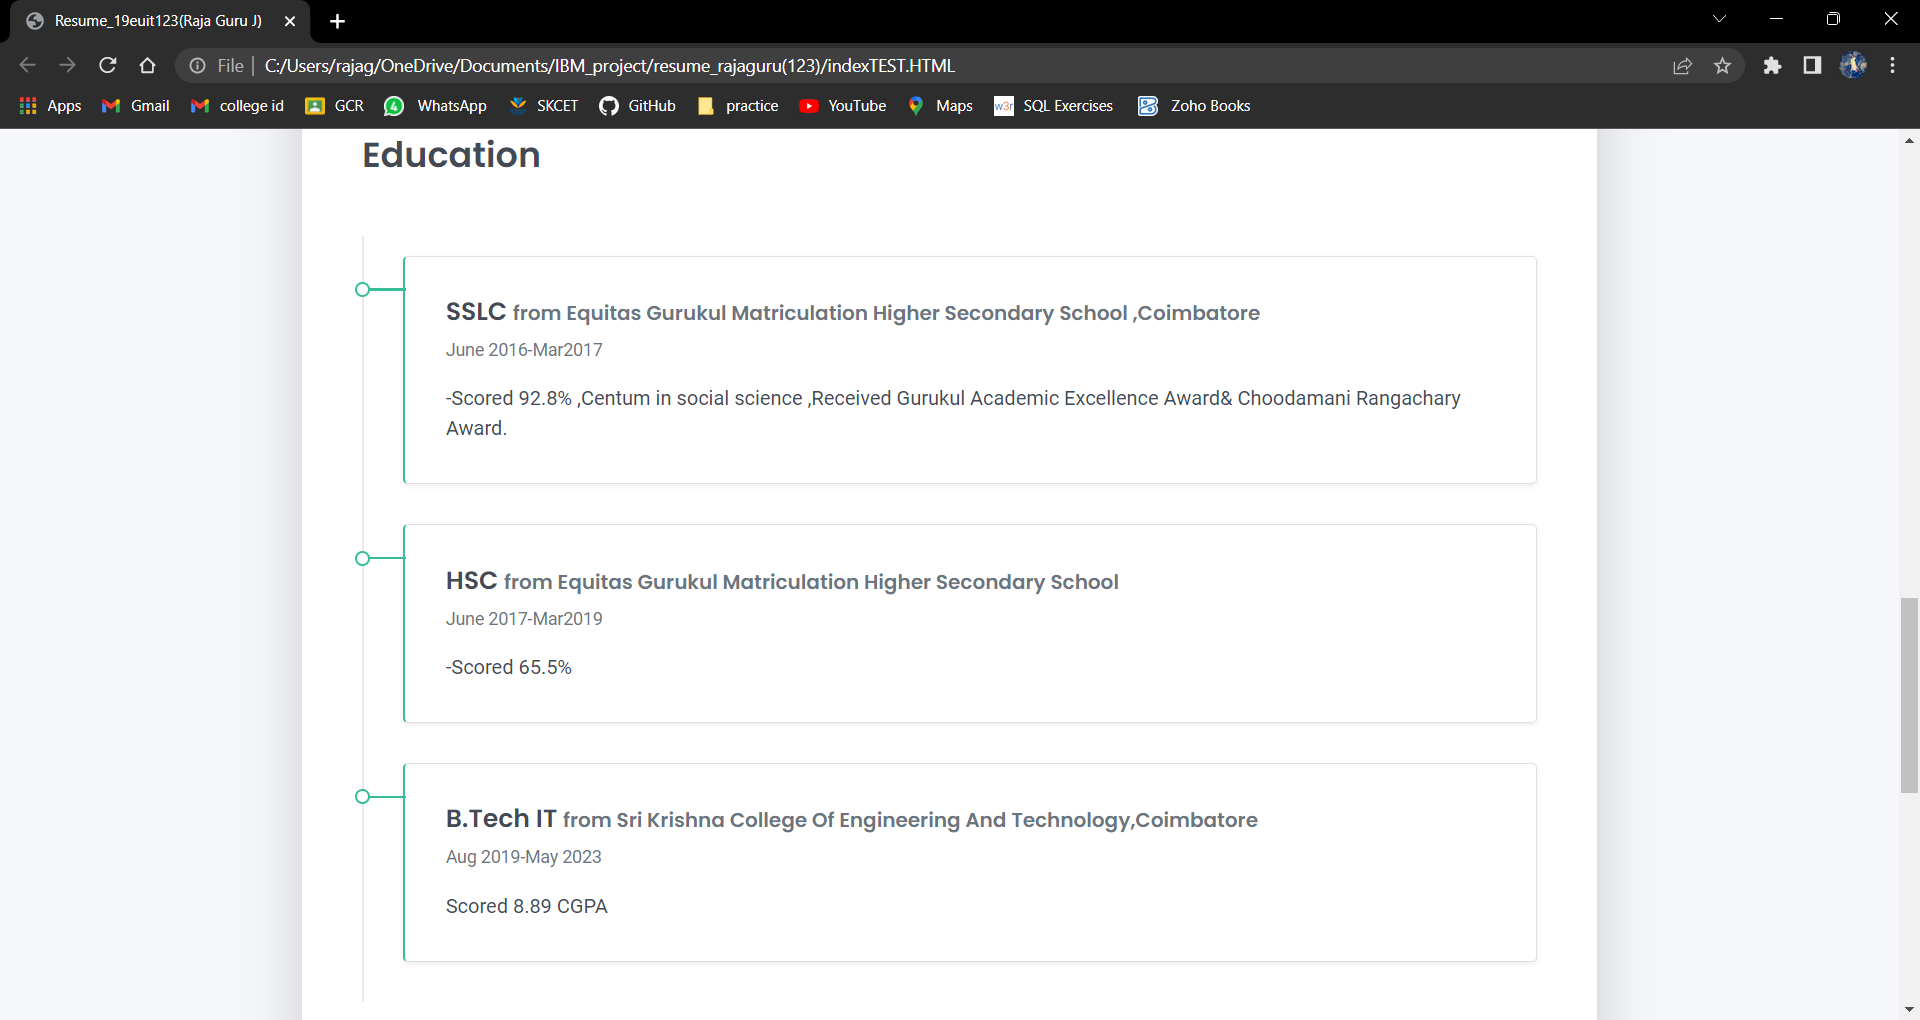 Resume_19euit123(Raja Guru J)
File | C:/Users/rajag/OneDrive/Documents/IBM_project/resume_rajaguru(123)/indexTEST.HTML
Apps Gmail college id GCR 4 WhatsApp SKCET GitHub practice YouTube Maps w3r SQL Exercises Zoho Books
Education
SSLC from Equitas Gurukul Matriculation Higher Secondary School ,Coimbatore
June 2016-Mar2017
-Scored 92.8% ,Centum in social science ,Received Gurukul Academic Excellence Award& Choodamani Rangachary
Award.
HSC from Equitas Gurukul Matriculation Higher Secondary School
June 2017-Mar2019
-Scored 65.5%
B.Tech IT from Sri Krishna College Of Engineering And Technology,Coimbatore
Aug 2019-May 2023
Scored 8.89 CGPA